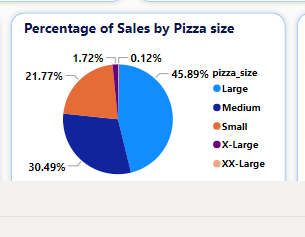 Percentage of Sales by Pizza size
1.72%
0.12%
21.77%
45.89%
pizza_size
Large
Medium
Small
X-Large
XX-Large
30.49%